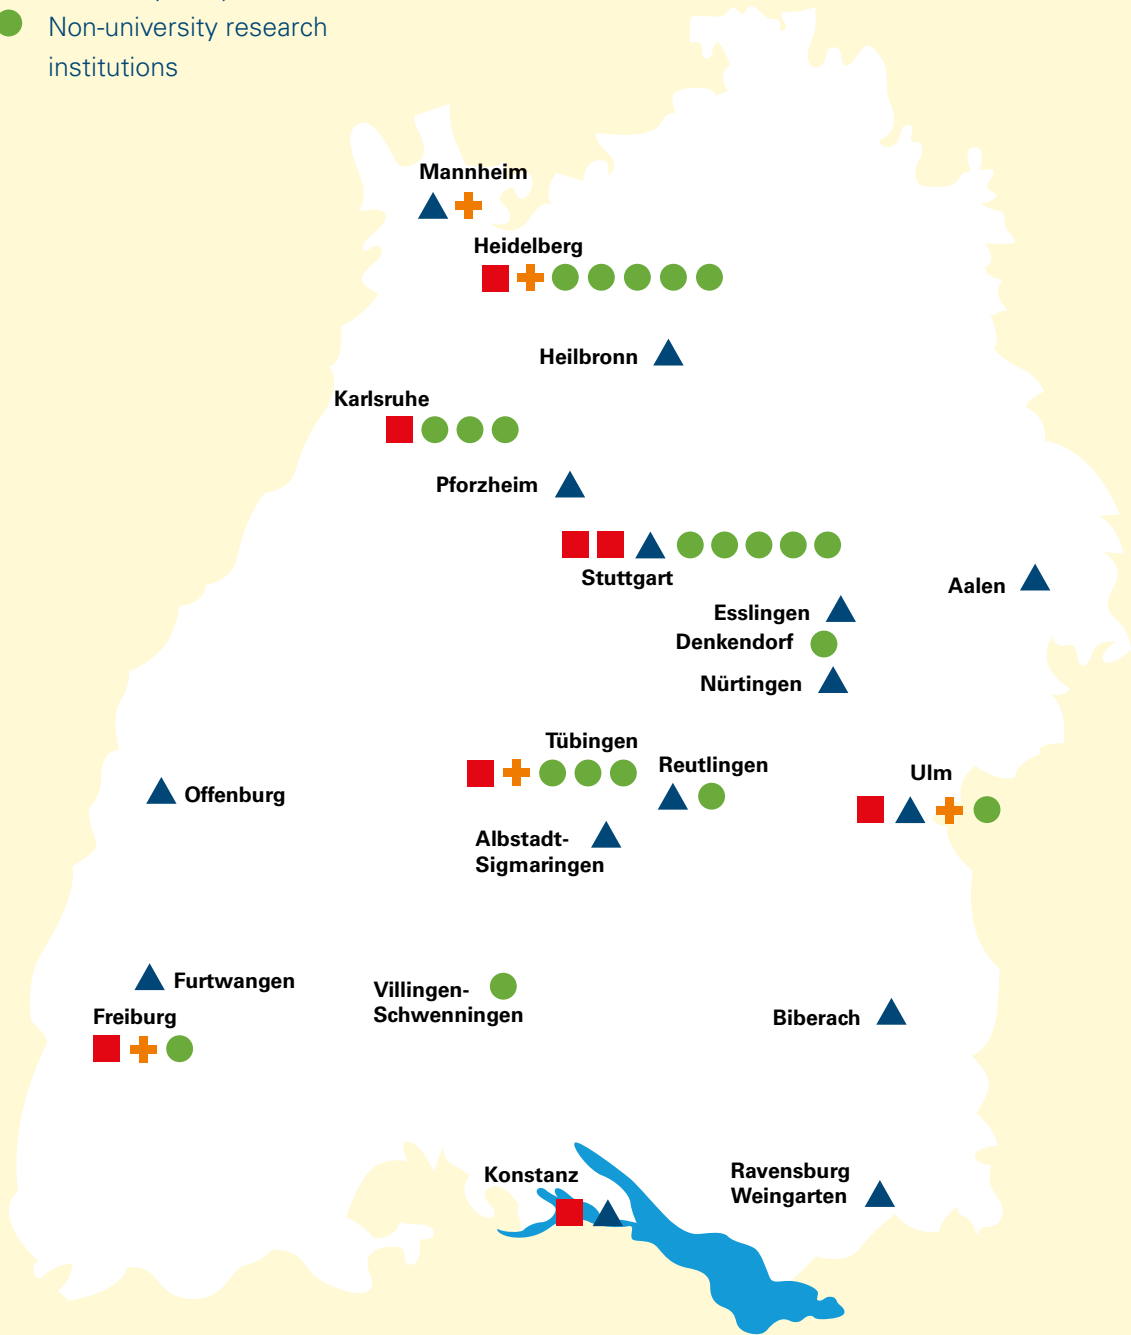 Non-university research
institutions
Mannheim
Heidelberg
Heilbronn
Karlsruhe
Pforzheim
Stuttgart
Aalen
Esslingen
Denkendorf
Nürtingen
Tübingen
Reutlingen
Ulm
Offenburg
Albstadt-
Sigmaringen
Furtwangen
Villingen-
Schwenningen
Freiburg
Biberach
Konstanz
Ravensburg
Weingarten